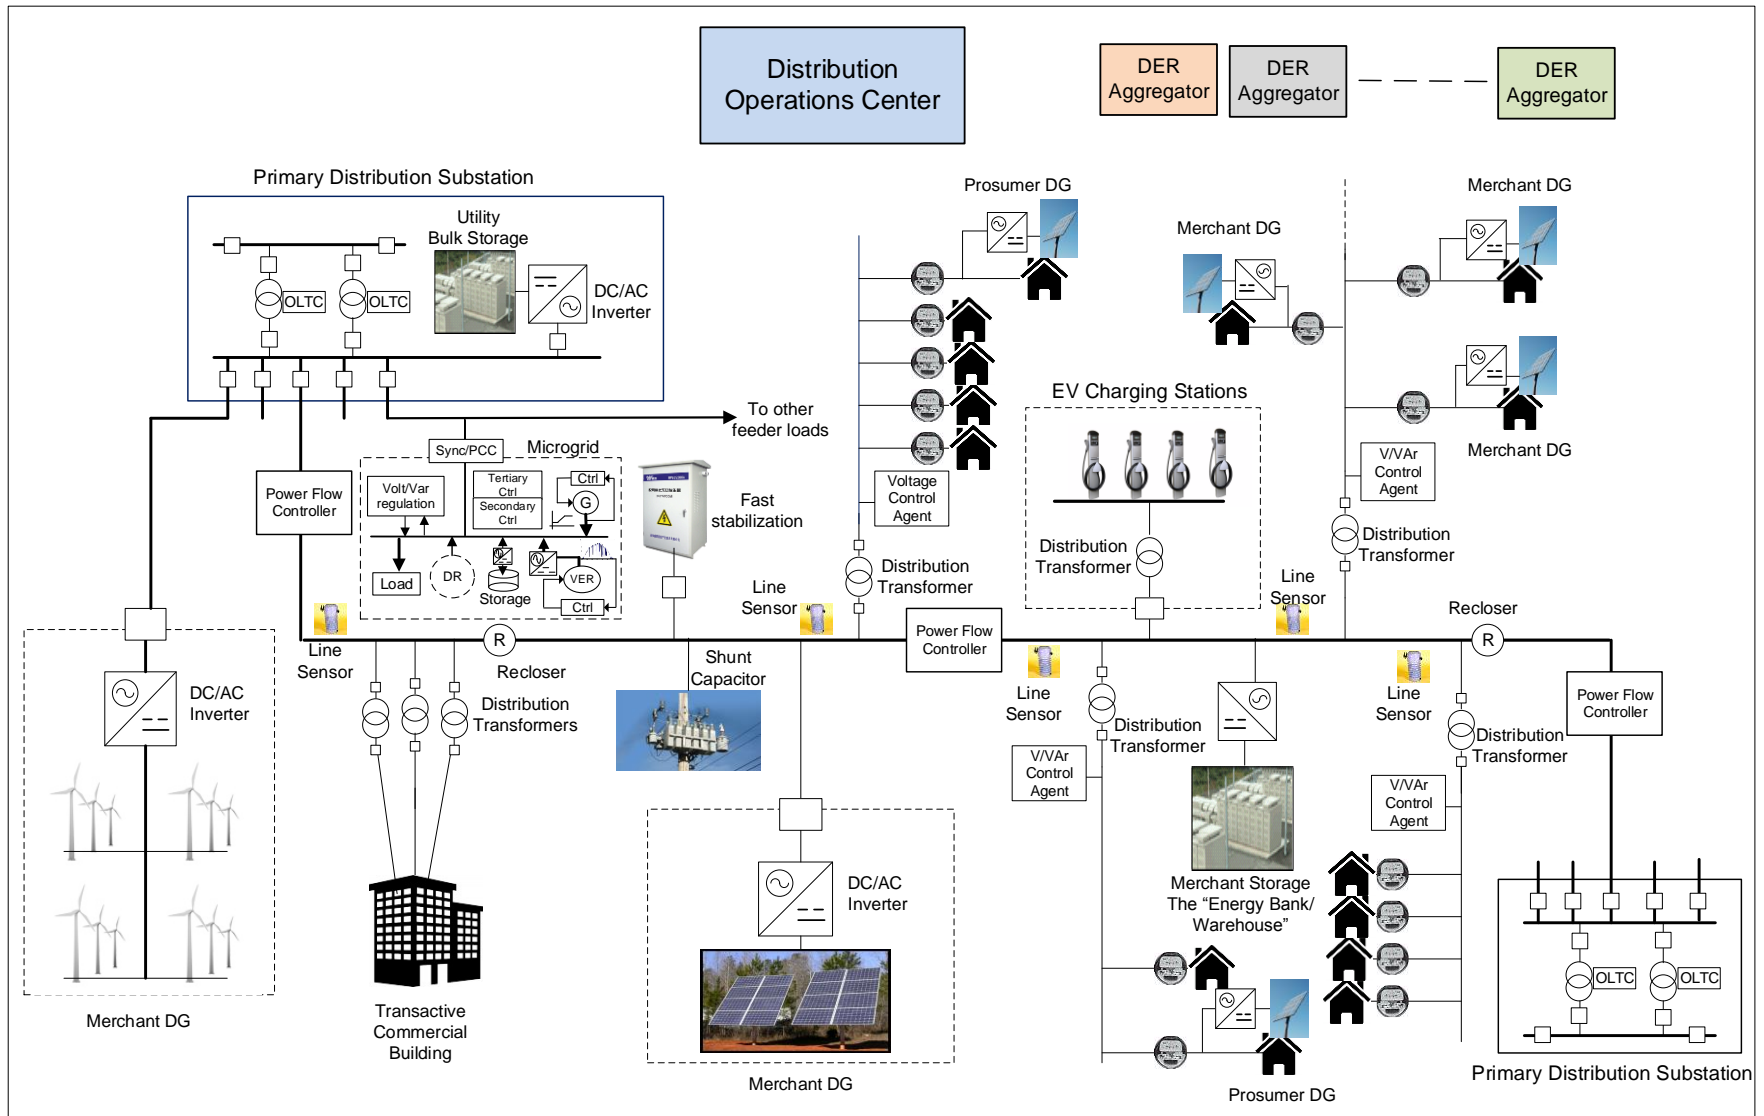 Distribution
Operations Center
DER
Aggregator
DER
Aggregator
DER
Aggregator
Primary Distribution Substation
Utility
Bulk Storage
OLTC
OLTC
DC/AC
Inverter
Prosumer DG
Merchant DG
Merchant DG
Merchant DG
EV Charging Stations
To other
feeder loads
Sync/PCC
Microgrid
Power Flow
Controller
Volt/Var
regulation
Tertiary
Ctrl
Secondary
Ctrl
Ctrl
G
Load
DR
Storage
VER
Ctrl
Fast
stabilization
Voltage
Control
Agent
V/VAr
Control
Agent
Distribution
Transformer
Distribution
Transformer
Distribution
Transformer
Line
Sensor
Line
Sensor
Recloser
Line
Sensor
R
Recloser
Shunt
Capacitor
Power Flow
Controller
R
Line
Sensor
Line
Sensor
Power Flow
Controller
DC/AC
Inverter
Distribution
Transformers
Distribution
Transformer
Distribution
Transformer
V/VAr
Control
Agent
V/VAr
Control
Agent
DC/AC
Inverter
Merchant Storage
The “Energy Bank/
Warehouse”
OLTC
OLTC
Merchant DG
Transactive
Commercial
Building
Merchant DG
Prosumer DG
Primary Distribution Substation